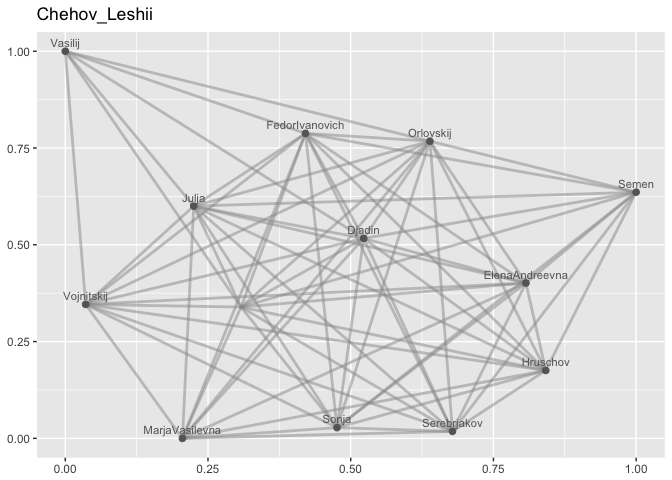 Chehov_Leshii
1.00
Vasilij
FedorIvanovich
Orlovskij
0.75
Semen
Julja
Djadin
0.50
ElenaAndreevna
Vojnitskij
0.25
Hruschov
Sonja
Serebrjakov
MarjaVasilevna
0.00
0.00 0.25 0.50 0.75 1.00